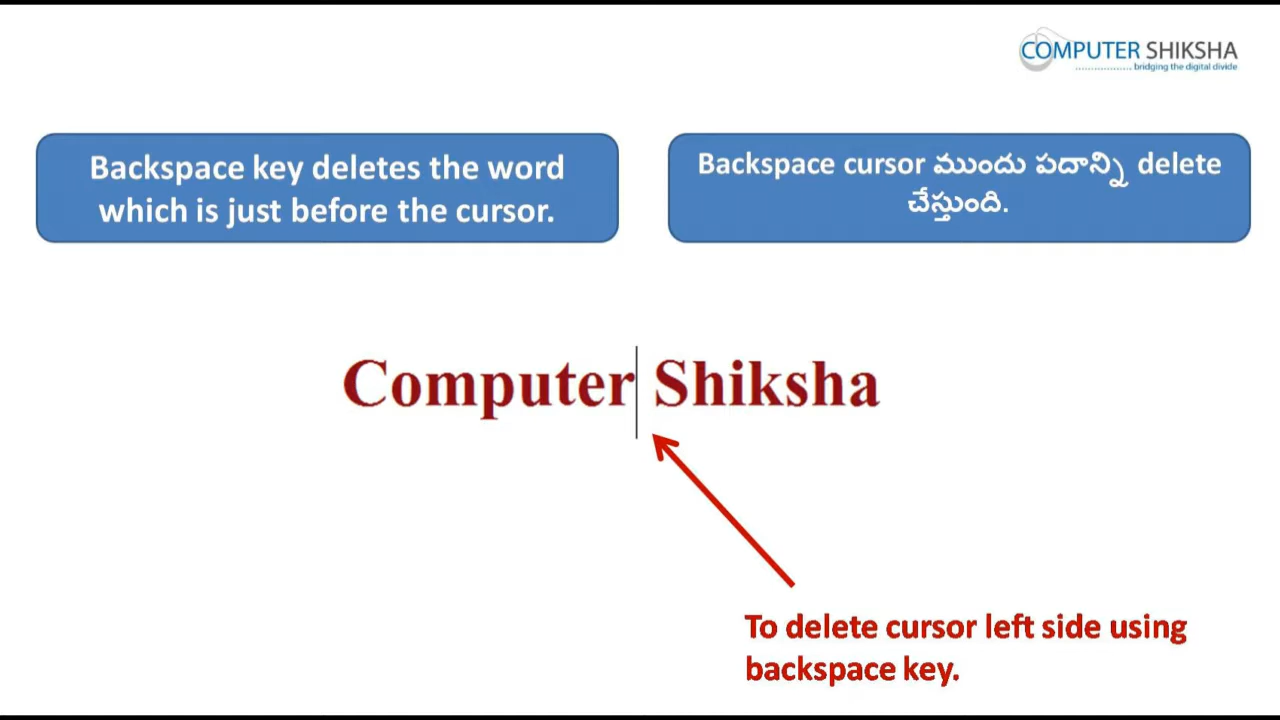 COMPUTER SHIKSHA
bridging the digital divide
Backspace key deletes the word
which is just before the cursor.
Backspace cursor ముందు పదాన్ని delete
చేస్తుంది.
Computer Shiksha
To delete cursor left side using
backspace key.